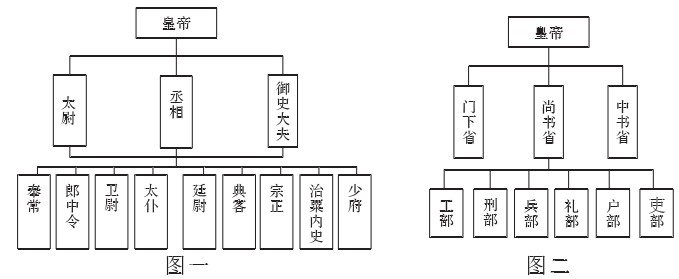 皇帝
太尉
丞相
御史大夫
奉常
郎中令
卫尉
太仆
廷尉
典客
宗正
治粟内史
少府
图一
皇帝
门下省
尚书省
中书省
工部
刑部
兵部
礼部
户部
吏部
图二